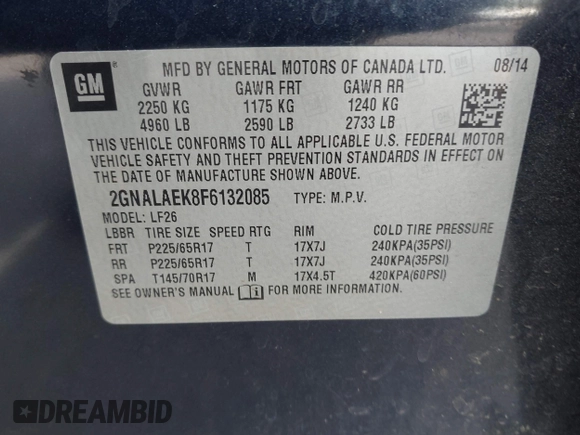 GM MFD BY GENERAL MOTORS OF CANADA LTD. 08/14
GVWR GAWR FRT GAWR RR
2250 KG 1175 KG 1240 KG
4960 LB 2590 LB 2733 LB
THIS VEHICLE CONFORMS TO ALL APPLICABLE U.S. FEDERAL MOTOR
VEHICLE SAFETY AND THEFT PREVENTION STANDARDS IN EFFECT ON
THE DATE OF MANUFACTURE SHOWN ABOVE.
2GNALAEK8F6132085 TYPE: M.P.V.
MODEL: LF26
LBBR TIRE SIZE SPEED RTG RIM COLD TIRE PRESSURE
FRT P225/65R17 T 17X7J 240KPA(35PSI)
RR P225/65R17 T 17X7J 240KPA(35PSI)
SPA T145/70R17 M 17X4.5T 420KPA(60PSI)
SEE OWNER'S MANUAL FOR ADDITIONAL INFORMATION.
DREAMBID